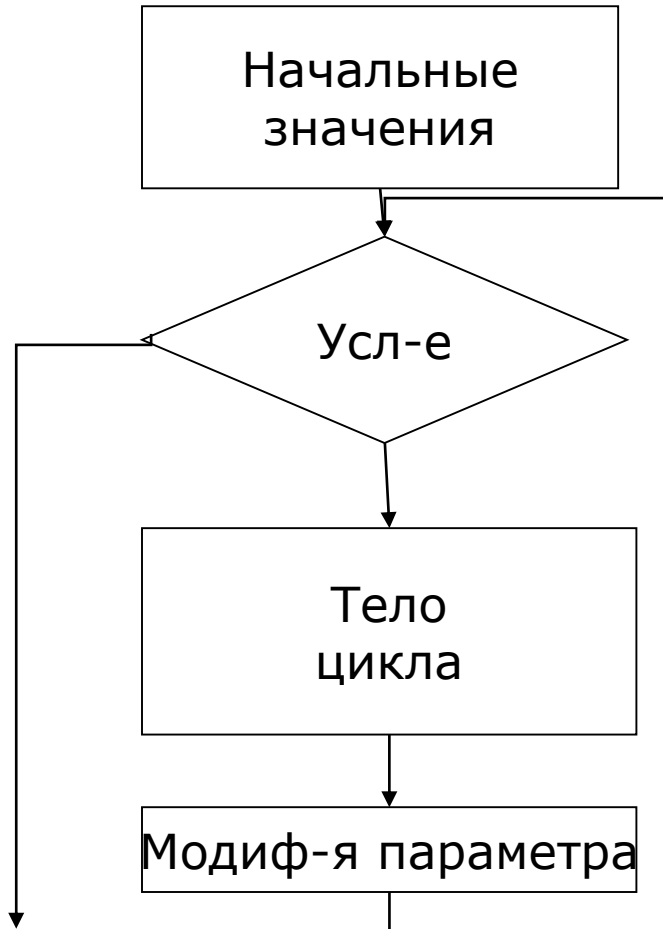 Начальные
значения
Усл-е
Тело
цикла
Модиф-я параметра